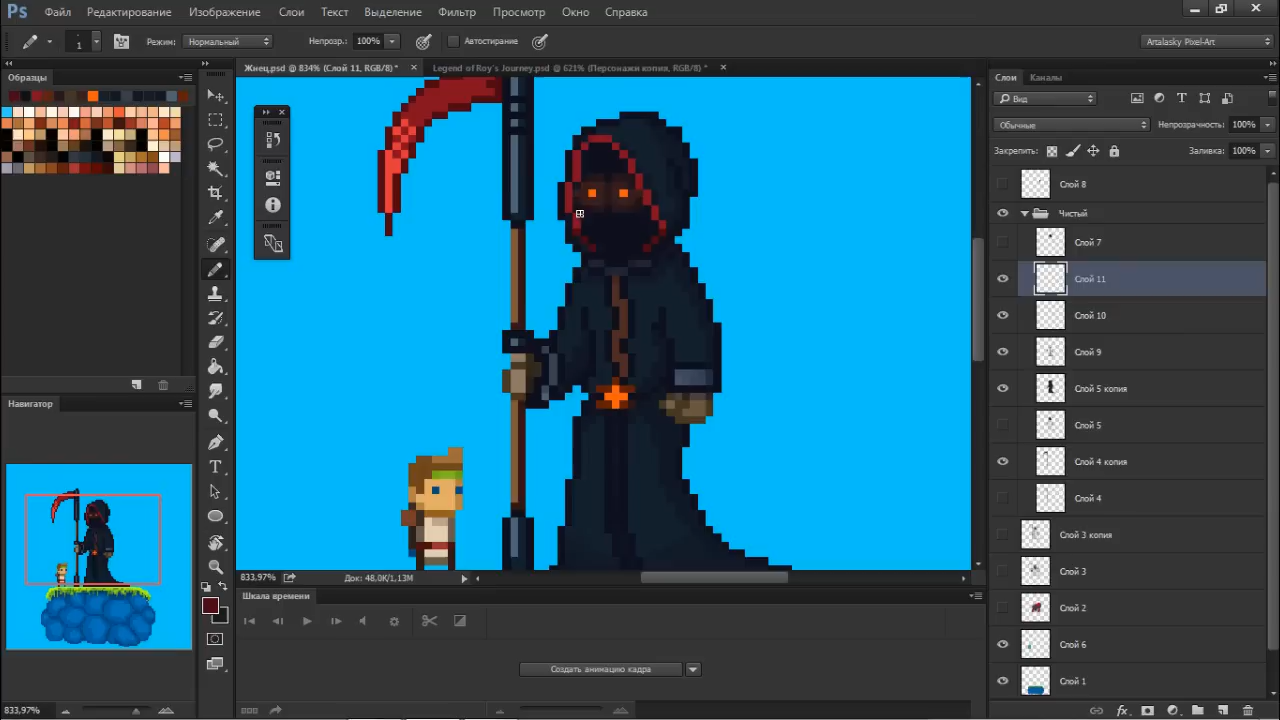 Ps Файл Редактирование Изображение Слои Текст Выделение Фильтр Просмотр Окно Справка
1 Режим: Нормальный Непрозр.: 100% Автостирание Artalasky Pixel-Art
Образцы
Жнец.psd @ 834% (Слой 11, RGB/8) * Legend of Roy's Journey.psd @ 621% (Персонажи копия, RGB/8) *
Слои Каналы
Вид
Обычные Непрозрачность: 100%
Закрепить: Заливка: 100%
Слой 8
Чистый
Слой 7
Слой 11
Слой 10
Слой 9
Слой 5 копия
Слой 5
Слой 4 копия
Слой 4
Слой 3 копия
Слой 3
Слой 2
Слой 6
Слой 1
Навигатор
833,97%
833,97% Док: 48,0K/1,13M
Шкала времени
Создать анимацию кадра